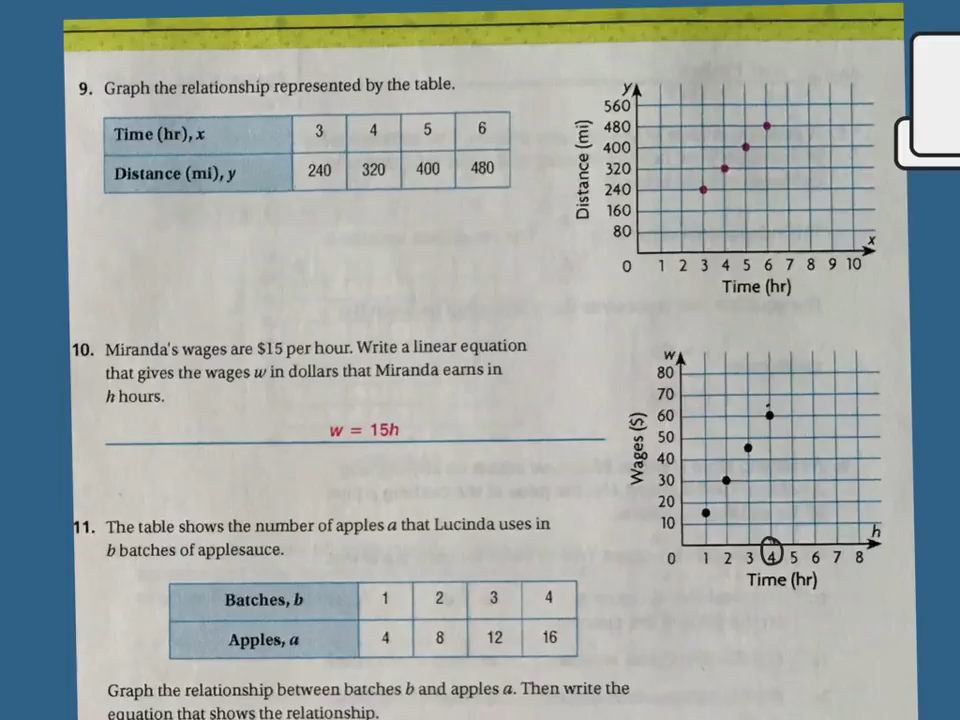 9. Graph the relationship represented by the table.
Time (hr), x 3 4 5 6
Distance (mi), y 240 320 400 480
y
560
480
400
320
240
160
80
Distance (mi)
x
0 1 2 3 4 5 6 7 8 9 10
Time (hr)
10. Miranda's wages are $15 per hour. Write a linear equation
that gives the wages w in dollars that Miranda earns in
h hours.
w = 15h
w
80
70
60
50
40
30
20
10
Wages ($)
h
0 1 2 3 4 5 6 7 8
Time (hr)
11. The table shows the number of apples a that Lucinda uses in
b batches of applesauce.
Batches, b 1 2 3 4
Apples, a 4 8 12 16
Graph the relationship between batches b and apples a. Then write the
equation that shows the relationship.